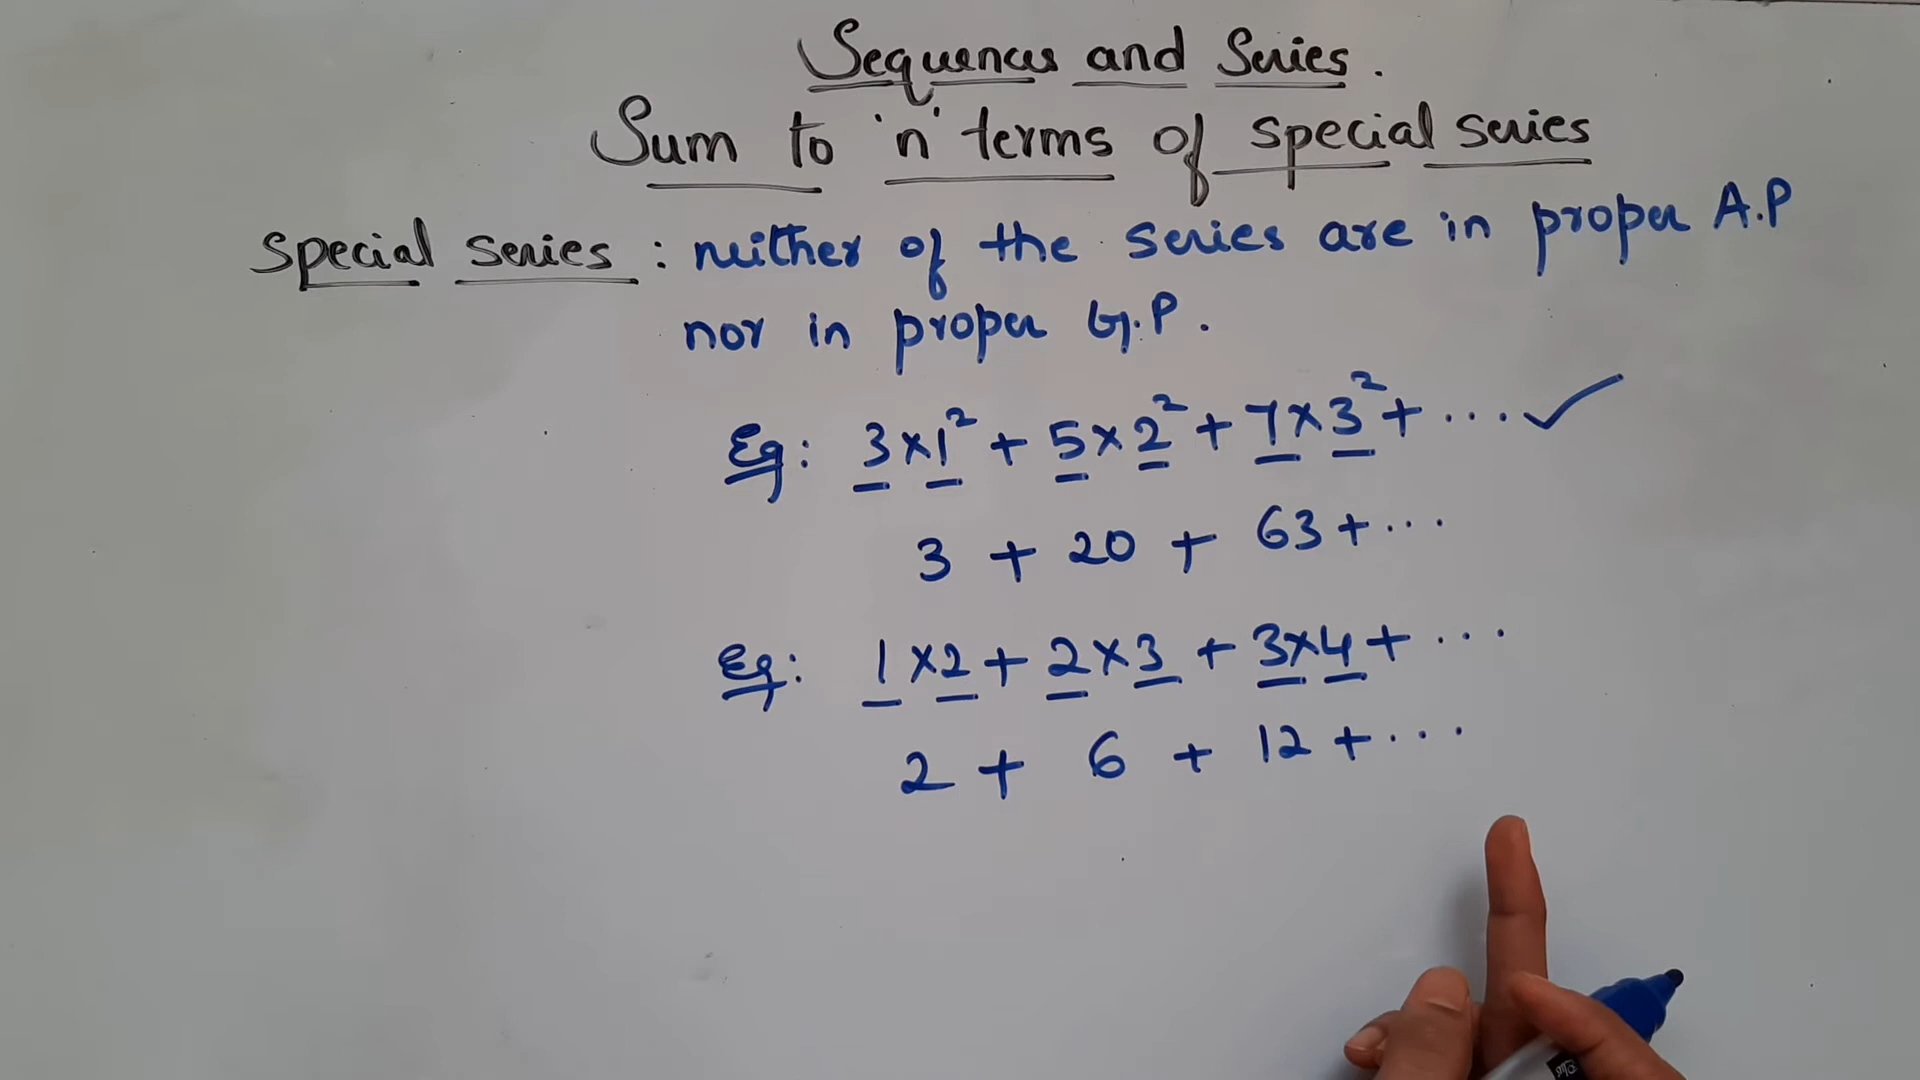 Sequences and Series.
Sum to 'n' terms of special series
special series : neither of the series are in proper A.P
nor in proper G.P.
Eg: 3×1² + 5×2² + 7×3² + .... ✓
3 + 20 + 63 + ...
Eg: 1×2 + 2×3 + 3×4 + ...
2 + 6 + 12 + ...